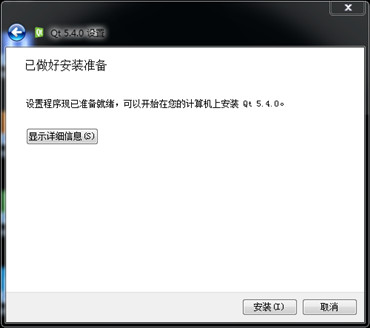 Qt 5.4.0 设置
已做好安装准备
设置程序现已准备就绪，可以开始在您的计算机上安装 Qt 5.4.0。
显示详细信息(S)
安装(I)
取消